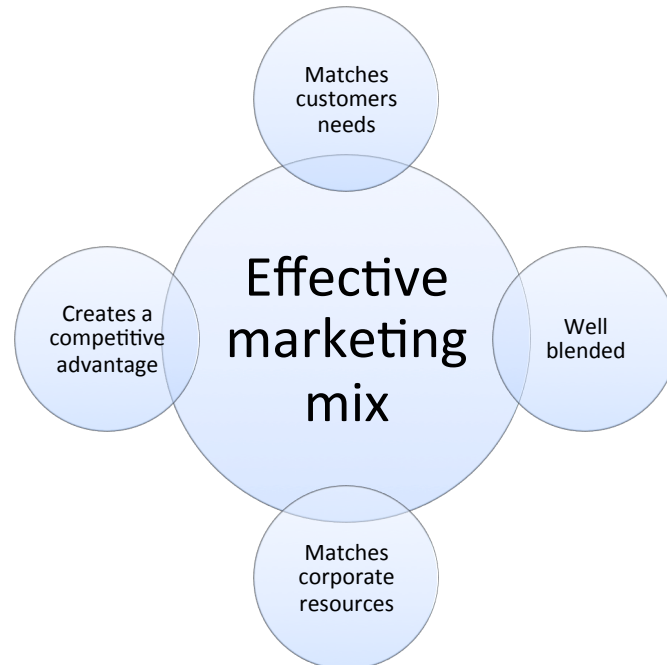 Matches
customers
needs
Effective
marketing
mix
Creates a
competitive
advantage
Well
blended
Matches
corporate
resources